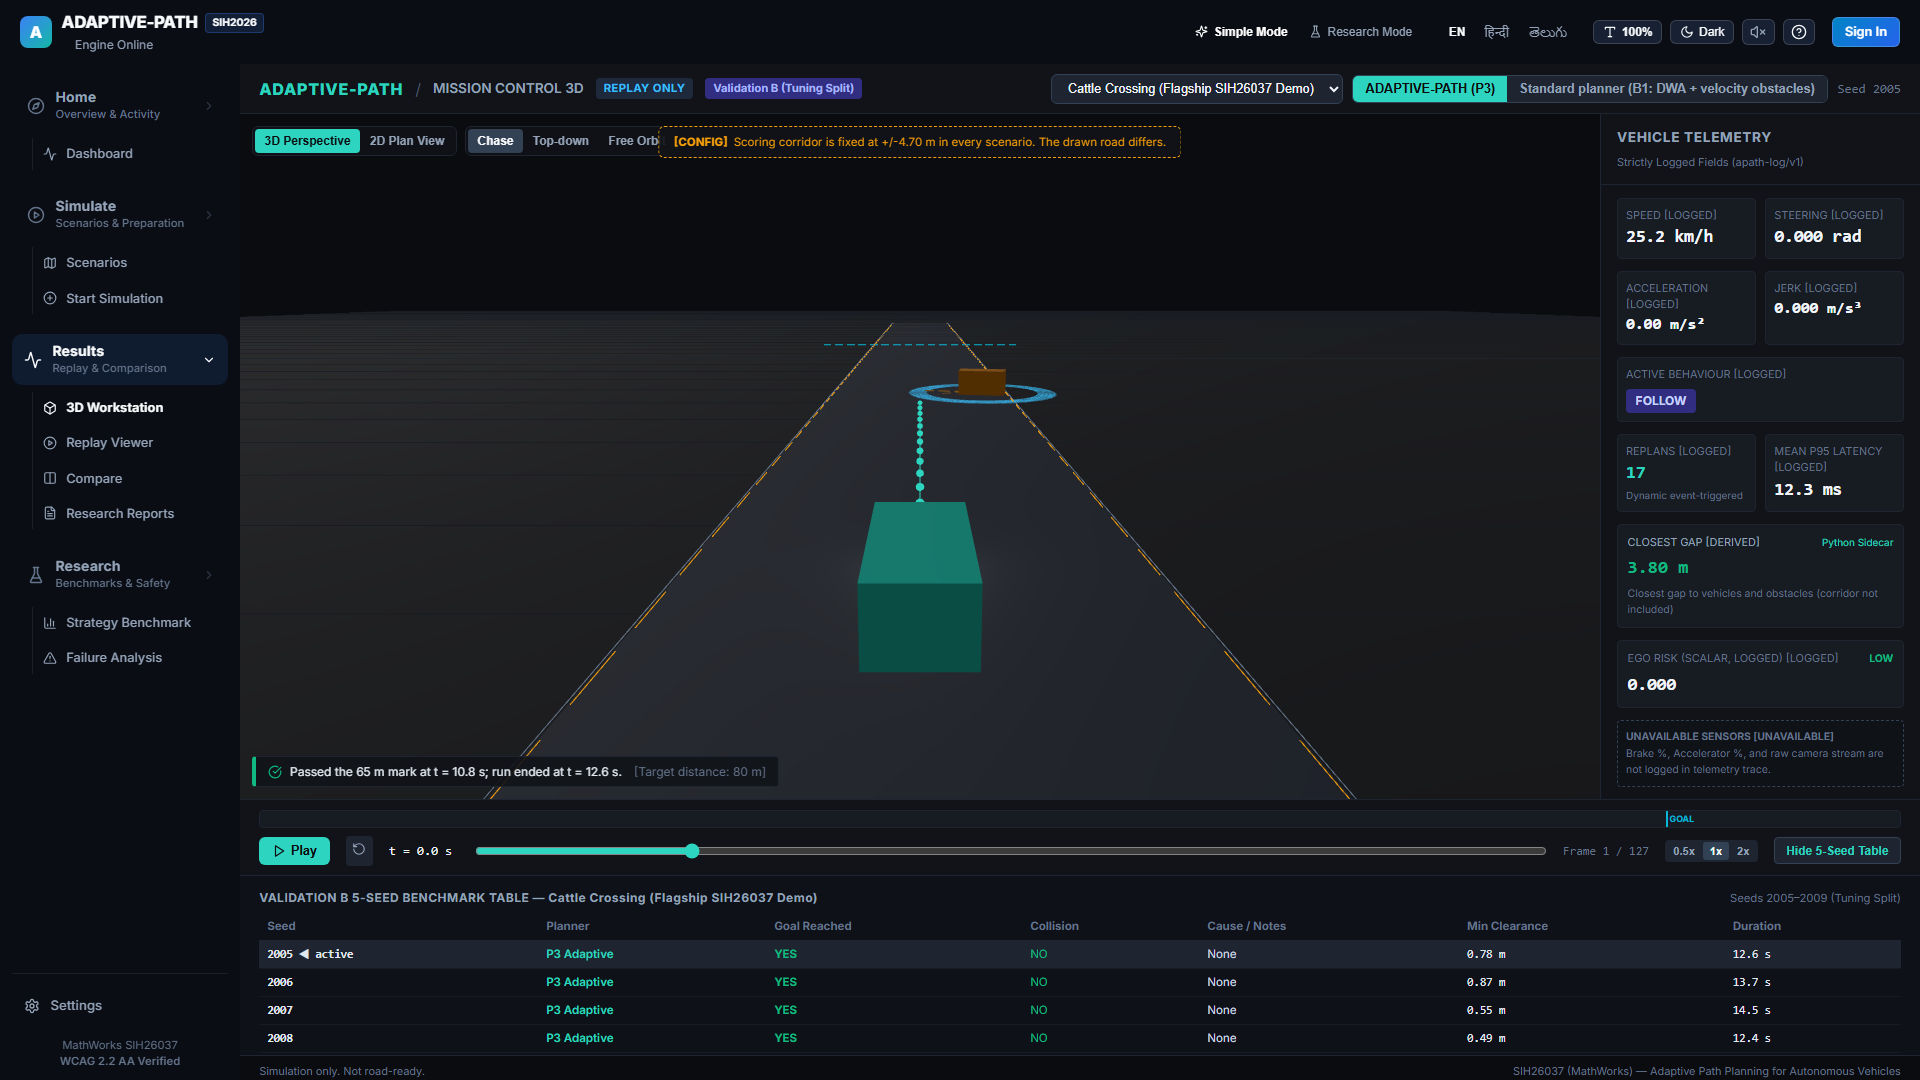 A
ADAPTIVE-PATH SIH2026
Engine Online
Simple Mode
Research Mode
EN हिन्दी తెలుగు
100%
Dark
Sign In
Home
Overview & Activity
Dashboard
Simulate
Scenarios & Preparation
Scenarios
Start Simulation
Results
Replay & Comparison
3D Workstation
Replay Viewer
Compare
Research Reports
Research
Benchmarks & Safety
Strategy Benchmark
Failure Analysis
Settings
MathWorks SIH26037
WCAG 2.2 AA Verified
ADAPTIVE-PATH / MISSION CONTROL 3D REPLAY ONLY Validation B (Tuning Split)
Cattle Crossing (Flagship SIH26037 Demo)
ADAPTIVE-PATH (P3) Standard planner (B1: DWA + velocity obstacles) Seed 2005
3D Perspective 2D Plan View
Chase Top-down Free Orb
[CONFIG] Scoring corridor is fixed at +/-4.70 m in every scenario. The drawn road differs.
Passed the 65 m mark at t = 10.8 s; run ended at t = 12.6 s. [Target distance: 80 m]
VEHICLE TELEMETRY
Strictly Logged Fields (apath-log/v1)
SPEED [LOGGED]
25.2 km/h
STEERING [LOGGED]
0.000 rad
ACCELERATION
[LOGGED]
0.00 m/s²
JERK [LOGGED]
0.000 m/s³
ACTIVE BEHAVIOUR [LOGGED]
FOLLOW
REPLANS [LOGGED]
17
Dynamic event-triggered
MEAN P95 LATENCY
[LOGGED]
12.3 ms
CLOSEST GAP [DERIVED] Python Sidecar
3.80 m
Closest gap to vehicles and obstacles (corridor not
included)
EGO RISK (SCALAR, LOGGED) [LOGGED] LOW
0.000
UNAVAILABLE SENSORS [UNAVAILABLE]
Brake %, Accelerator %, and raw camera stream are
not logged in telemetry trace.
GOAL
Play
t = 0.0 s
Frame 1 / 127
0.5x 1x 2x
Hide 5-Seed Table
VALIDATION B 5-SEED BENCHMARK TABLE — Cattle Crossing (Flagship SIH26037 Demo) Seeds 2005–2009 (Tuning Split)
Seed Planner Goal Reached Collision Cause / Notes Min Clearance Duration
2005 ◀ active P3 Adaptive YES NO None 0.78 m 12.6 s
2006 P3 Adaptive YES NO None 0.87 m 13.7 s
2007 P3 Adaptive YES NO None 0.55 m 14.5 s
2008 P3 Adaptive YES NO None 0.49 m 12.4 s
Simulation only. Not road-ready.
SIH26037 (MathWorks) — Adaptive Path Planning for Autonomous Vehicles